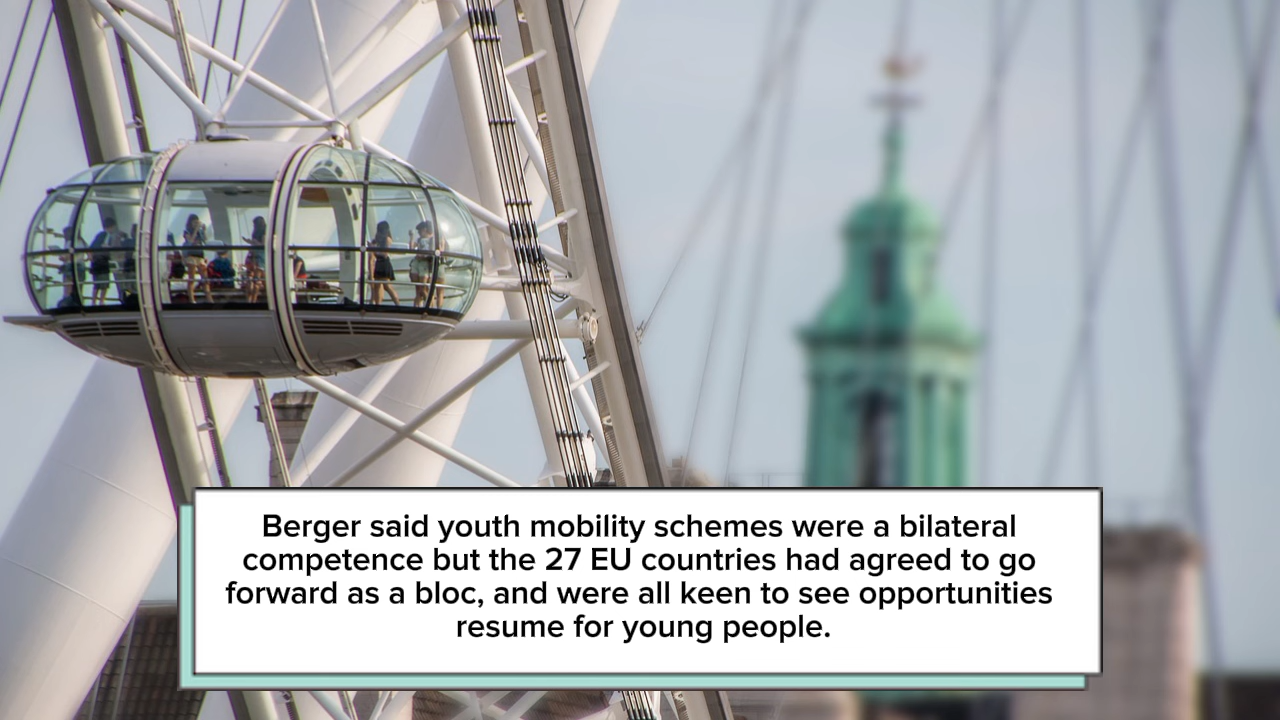 Berger said youth mobility schemes were a bilateral
competence but the 27 EU countries had agreed to go
forward as a bloc, and were all keen to see opportunities
resume for young people.